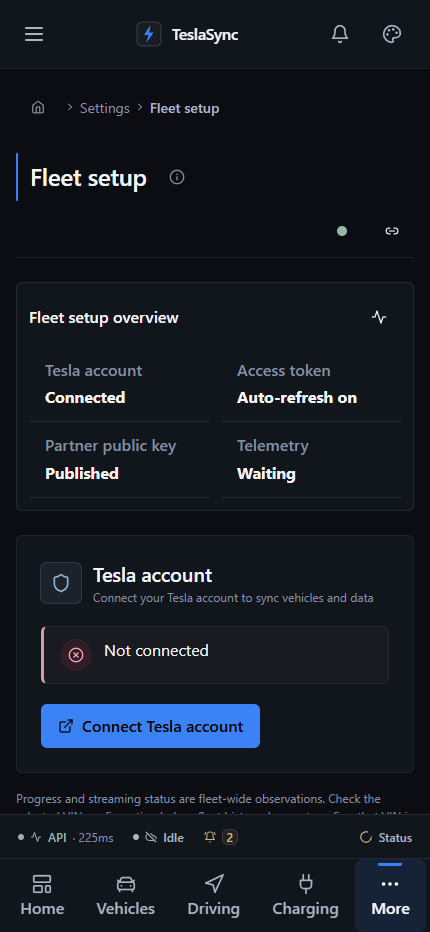 TeslaSync
Settings
Fleet setup
Fleet setup
Fleet setup overview
Tesla account
Connected
Access token
Auto-refresh on
Partner public key
Published
Telemetry
Waiting
Tesla account
Connect your Tesla account to sync vehicles and data
Not connected
Connect Tesla account
Progress and streaming status are fleet-wide observations. Check the
API · 225ms
Idle
2
Status
Home
Vehicles
Driving
Charging
More